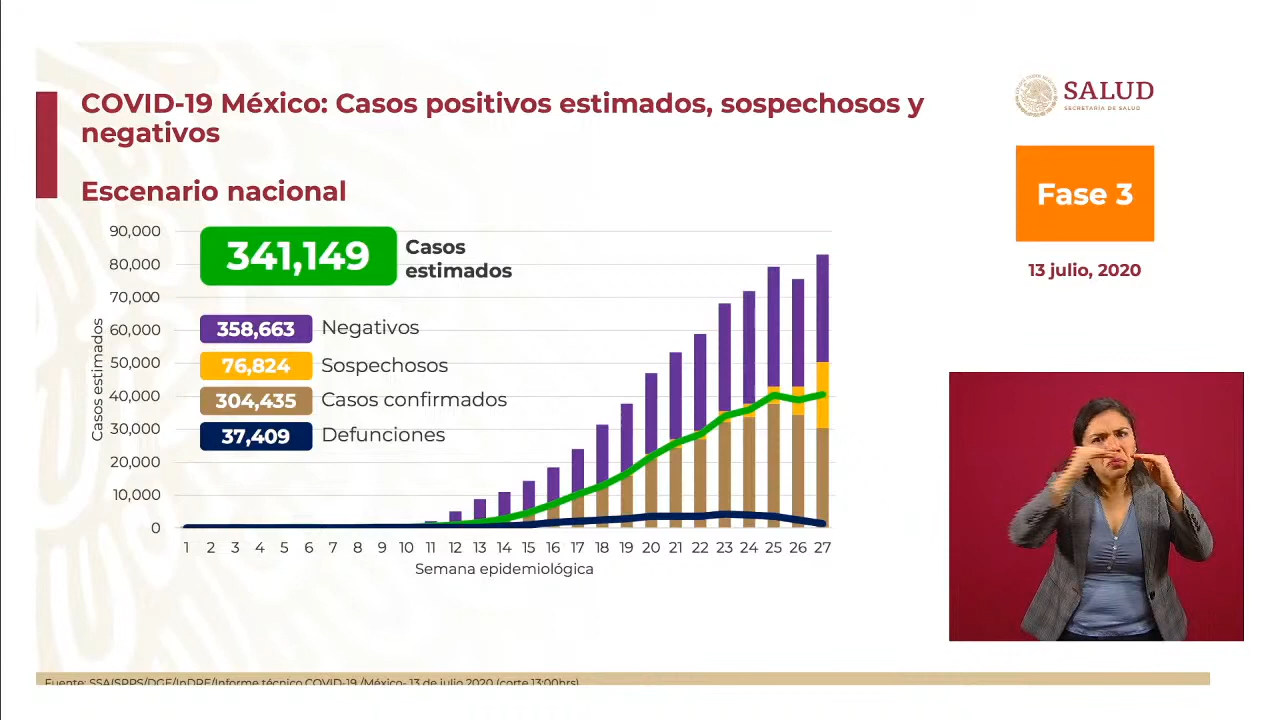 COVID-19 México: Casos positivos estimados, sospechosos y
negativos
Escenario nacional
SALUD
SECRETARÍA DE SALUD
Fase 3
13 julio, 2020
341,149 Casos
estimados
358,663 Negativos
76,824 Sospechosos
304,435 Casos confirmados
37,409 Defunciones
Casos estimados
90,000
80,000
70,000
60,000
50,000
40,000
30,000
20,000
10,000
0
1 2 3 4 5 6 7 8 9 10 11 12 13 14 15 16 17 18 19 20 21 22 23 24 25 26 27
Semana epidemiológica
Fuente: SSA(SPPS/DGE/InDRE/Informe técnico COVID-19 /México- 13 de julio 2020 (corte 13:00hrs)